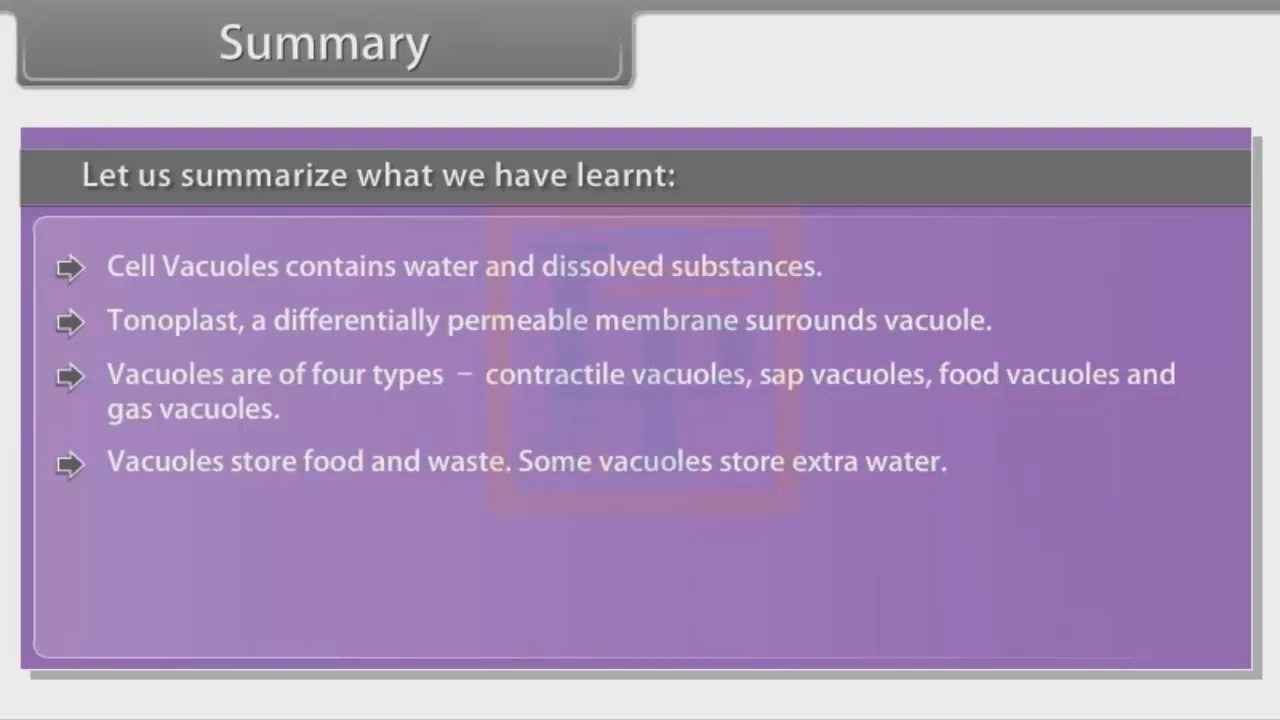 Summary
Let us summarize what we have learnt:
Cell Vacuoles contains water and dissolved substances.
Tonoplast, a differentially permeable membrane surrounds vacuole.
Vacuoles are of four types – contractile vacuoles, sap vacuoles, food vacuoles and
gas vacuoles.
Vacuoles store food and waste. Some vacuoles store extra water.